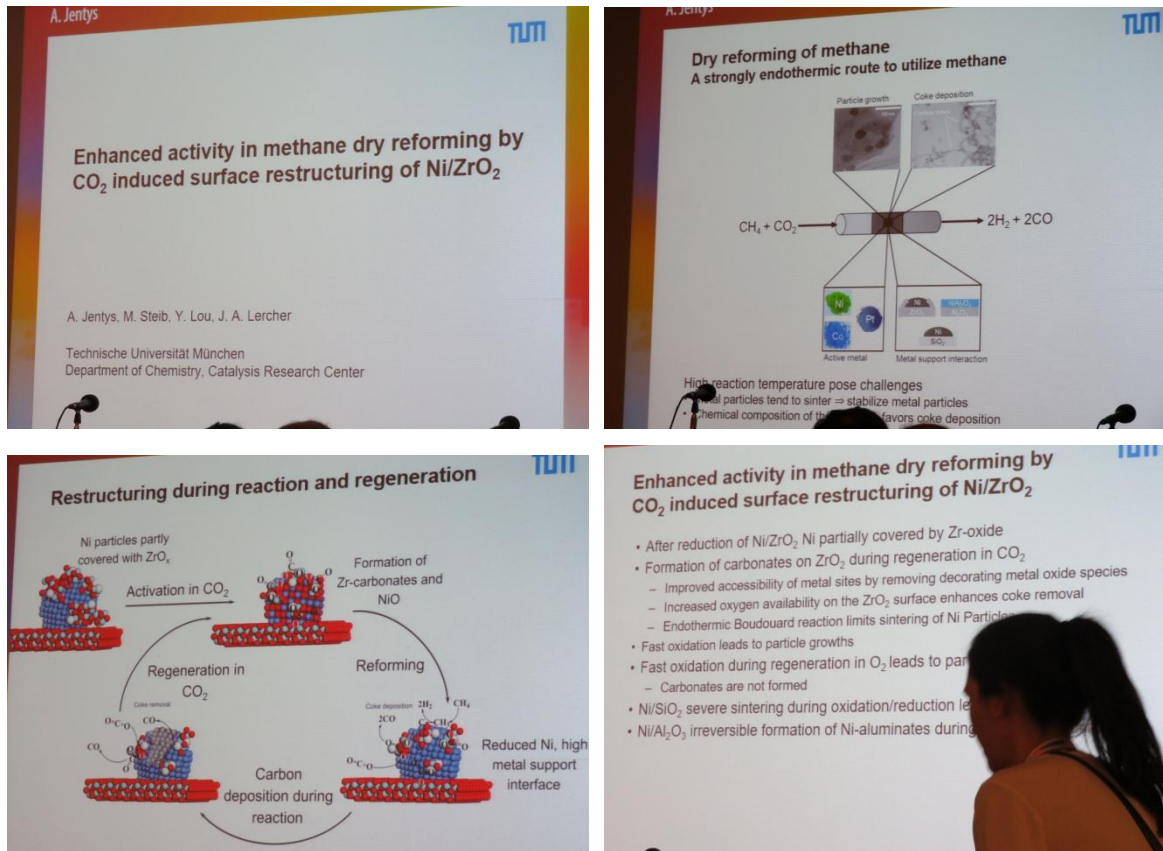 A. Jentys
TUM
Enhanced activity in methane dry reforming by
CO₂ induced surface restructuring of Ni/ZrO₂
A. Jentys, M. Steib, Y. Lou, J. A. Lercher
Technische Universität München
Department of Chemistry, Catalysis Research Center
A. Jentys
TUM
Dry reforming of methane
A strongly endothermic route to utilize methane
Particle growth
Coke deposition
CH₄ + CO₂
2H₂ + 2CO
Ni
Pt
Co
Ni
ZrO₂
NiAl₂O₄
Al₂O₃
Ni
SiO₂
Active metal
Metal support interaction
High reaction temperature pose challenges
particles tend to sinter ⇒ stabilize metal particles
• Chemical composition of favors coke deposition
TUM
Restructuring during reaction and regeneration
Ni particles partly
covered with ZrOₓ
Activation in CO₂
Formation of
Zr-carbonates and
NiO
Regeneration in
CO₂
Reforming
Coke removal
CO
CO
Coke deposition
2H₂
CH₄
2CO
Reduced Ni, high
metal support
interface
Carbon
deposition during
reaction
TUM
Enhanced activity in methane dry reforming by
CO₂ induced surface restructuring of Ni/ZrO₂
• After reduction of Ni/ZrO₂ Ni partially covered by Zr-oxide
• Formation of carbonates on ZrO₂ during regeneration in CO₂
– Improved accessibility of metal sites by removing decorating metal oxide species
– Increased oxygen availability on the ZrO₂ surface enhances coke removal
– Endothermic Boudouard reaction limits sintering of Ni
• Fast oxidation leads to particle growths
• Fast oxidation during regeneration in O₂ leads to
– Carbonates are not formed
• Ni/SiO₂ severe sintering during oxidation/reduction
• Ni/Al₂O₃ irreversible formation of Ni-aluminates during